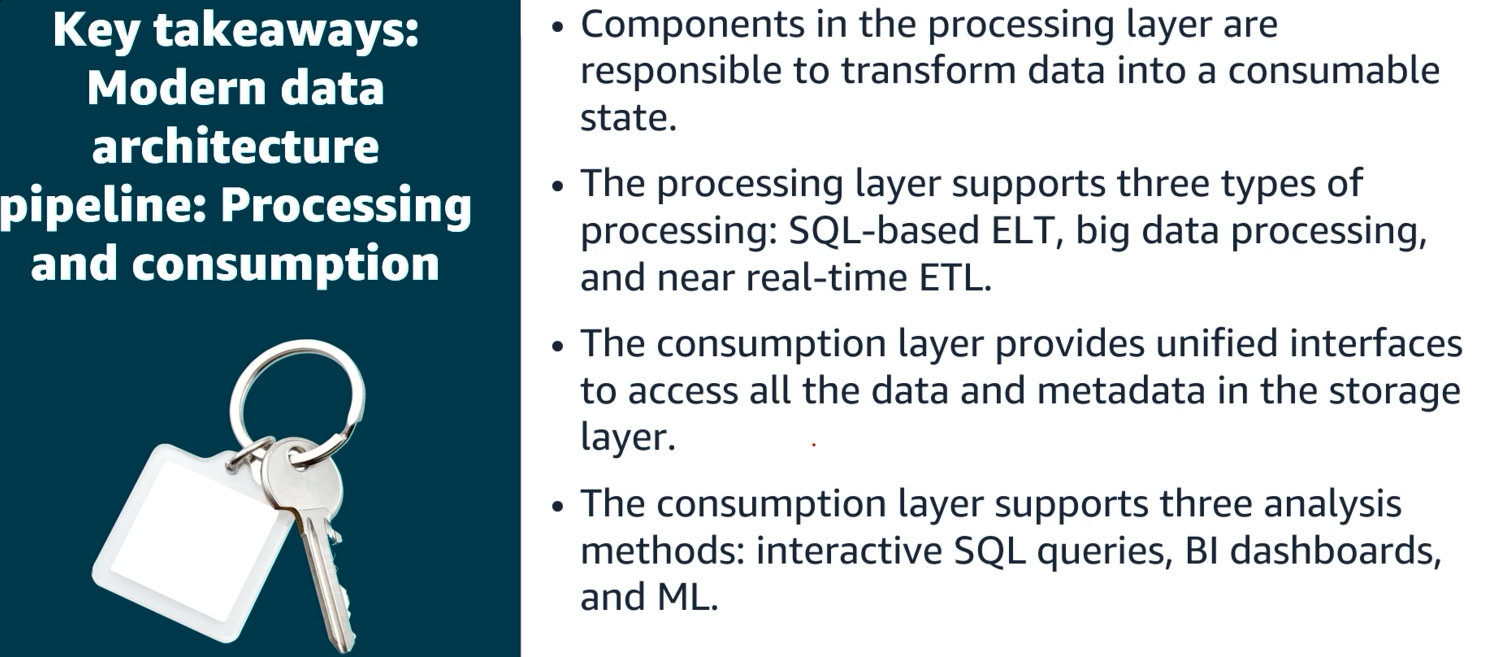 Key takeaways:
Modern data
architecture
pipeline: Processing
and consumption
• Components in the processing layer are
responsible to transform data into a consumable
state.
• The processing layer supports three types of
processing: SQL-based ELT, big data processing,
and near real-time ETL.
• The consumption layer provides unified interfaces
to access all the data and metadata in the storage
layer.
• The consumption layer supports three analysis
methods: interactive SQL queries, BI dashboards,
and ML.